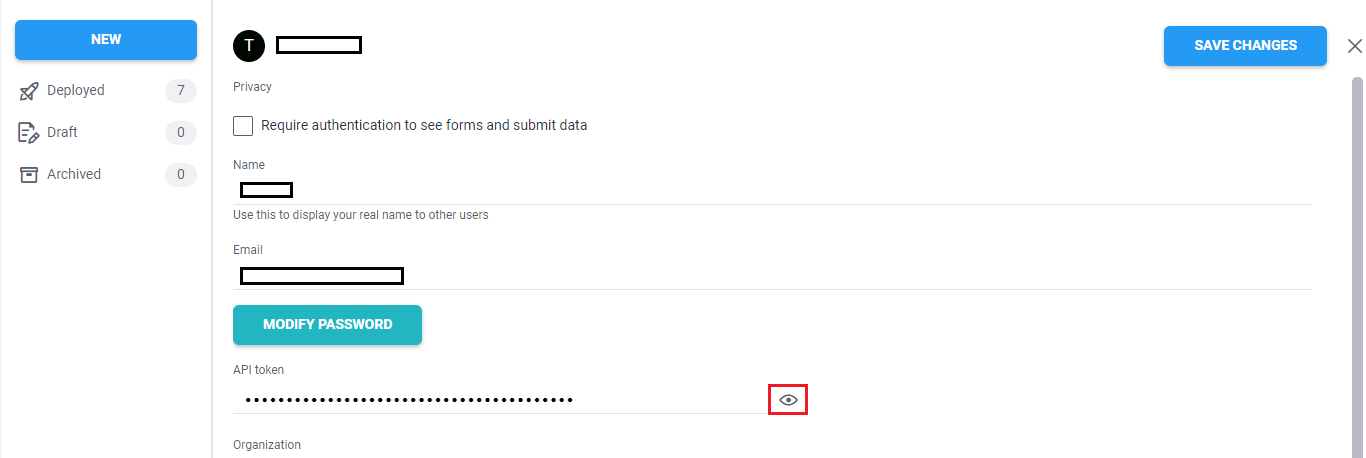 NEW
Deployed 7
Draft 0
Archived 0
T
SAVE CHANGES
Privacy
Require authentication to see forms and submit data
Name
Use this to display your real name to other users
Email
MODIFY PASSWORD
API token
••••••••••••••••••••••••••••••••••••••••
Organization